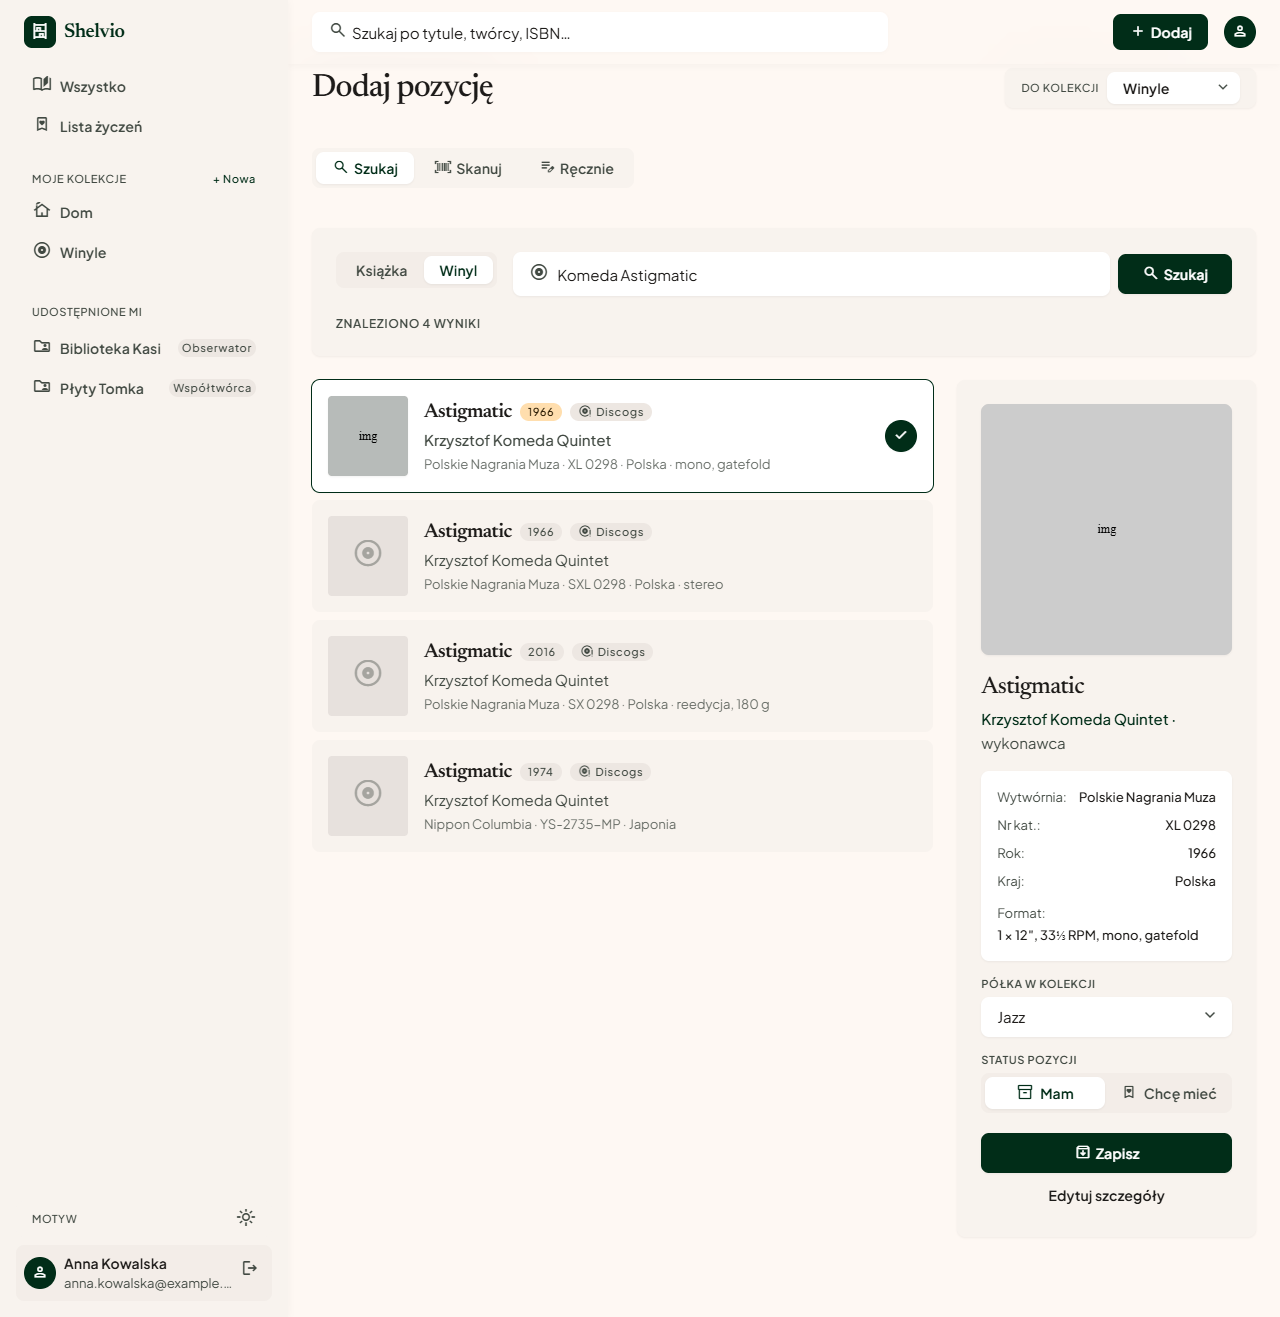 Shelvio
Szukaj po tytule, twórcy, ISBN...
+ Dodaj
Wszystko
Lista życzeń
MOJE KOLEKCJE
+ Nowa
Dom
Winyle
UDOSTĘPNIONE MI
Biblioteka Kasi
Obserwator
Płyty Tomka
Współtwórca
MOTYW
Anna Kowalska
anna.kowalska@example....
Dodaj pozycję
DO KOLEKCJI
Winyle
Szukaj
Skanuj
Ręcznie
Książka
Winyl
Komeda Astigmatic
Szukaj
ZNALEZIONO 4 WYNIKI
img
Astigmatic 1966 Discogs
Krzysztof Komeda Quintet
Polskie Nagrania Muza · XL 0298 · Polska · mono, gatefold
Astigmatic 1966 Discogs
Krzysztof Komeda Quintet
Polskie Nagrania Muza · SXL 0298 · Polska · stereo
Astigmatic 2016 Discogs
Krzysztof Komeda Quintet
Polskie Nagrania Muza · SX 0298 · Polska · reedycja, 180 g
Astigmatic 1974 Discogs
Krzysztof Komeda Quintet
Nippon Columbia · YS-2735-MP · Japonia
img
Astigmatic
Krzysztof Komeda Quintet ·
wykonawca
Wytwórnia: Polskie Nagrania Muza
Nr kat.: XL 0298
Rok: 1966
Kraj: Polska
Format:
1 × 12", 33⅓ RPM, mono, gatefold
PÓŁKA W KOLEKCJI
Jazz
STATUS POZYCJI
Mam
Chcę mieć
Zapisz
Edytuj szczegóły